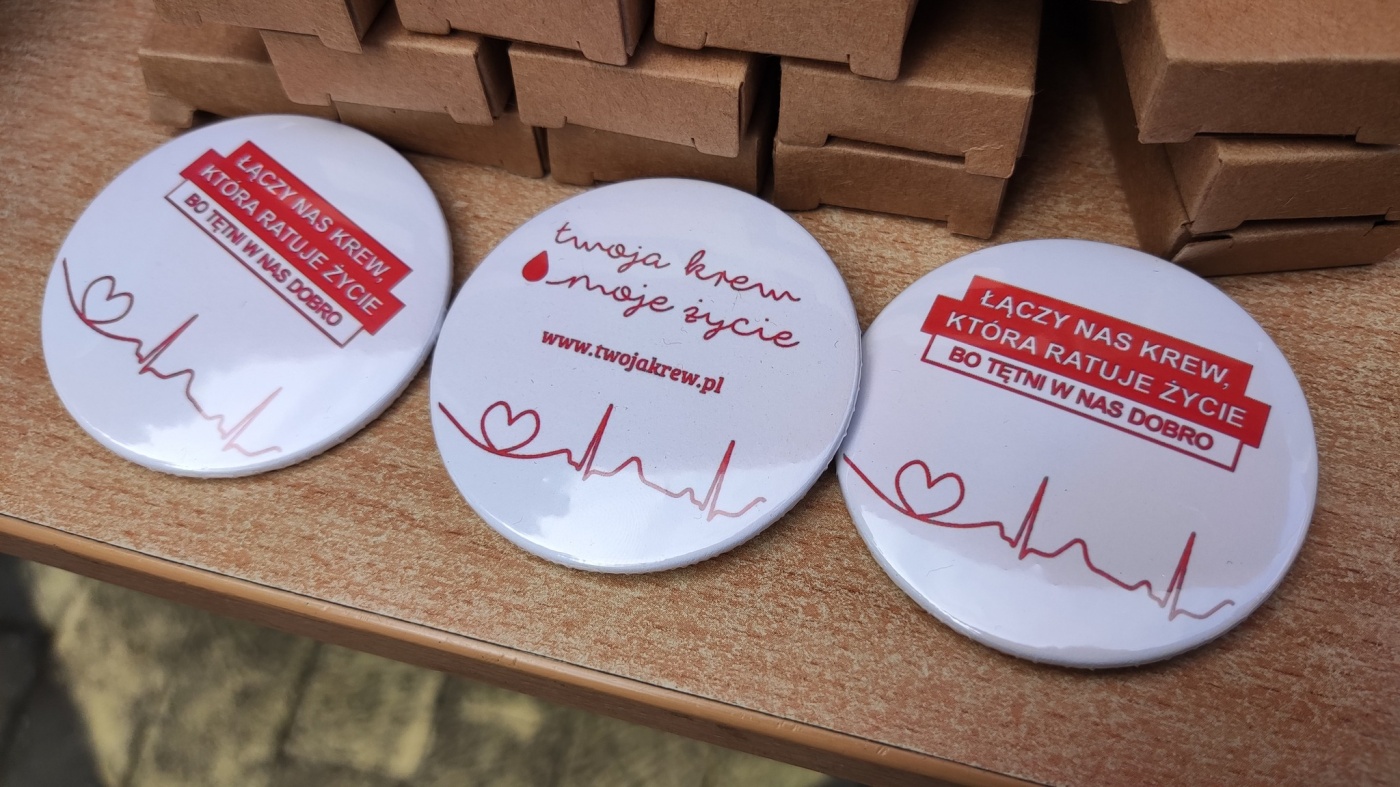 ŁĄCZY NAS KREW,
KTÓRA RATUJE ŻYCIE
BO TĘTNI W NAS DOBRO
twoja krew
moje życie
www.twojakrew.pl
ŁĄCZY NAS KREW,
KTÓRA RATUJE ŻYCIE
BO TĘTNI W NAS DOBRO